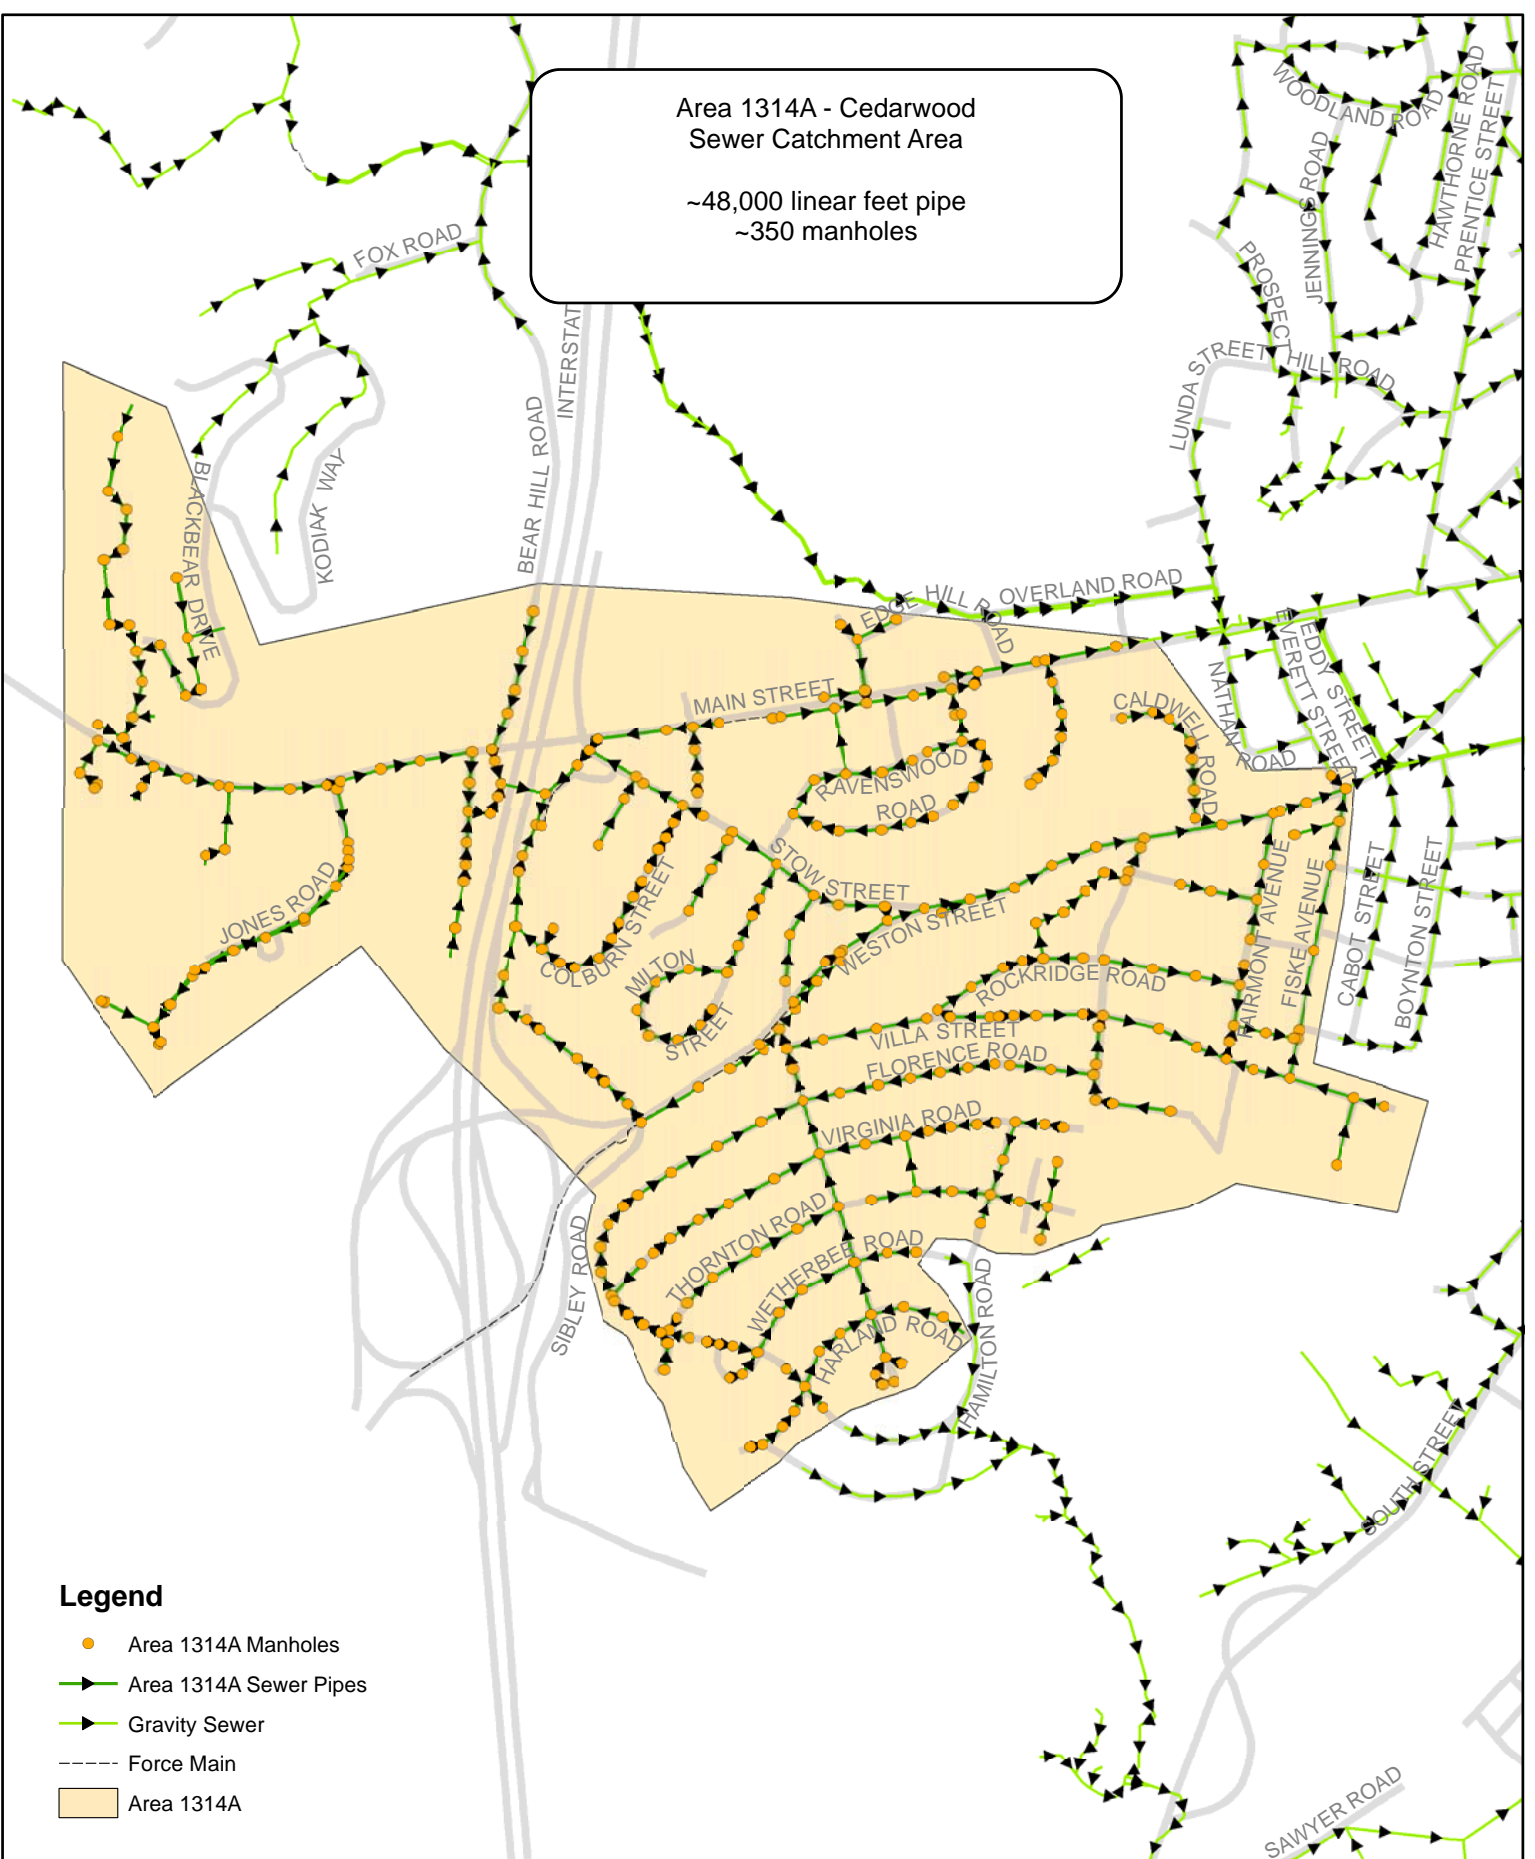 Area 1314A - Cedarwood
Sewer Catchment Area
~48,000 linear feet pipe
~350 manholes
WOODLAND ROAD
HAWTHORNE ROAD
PRENTICE STREET
JENNINGS ROAD
PROSPECT
HILL ROAD
LUNDA STREET
FOX ROAD
INTERSTAT
BEAR HILL ROAD
KODIAK WAY
BLACKBEAR DRIVE
EDGE HILL ROAD
OVERLAND ROAD
MAIN STREET
CALDWELL ROAD
NATHAN ROAD
EVERETT STREET
EDDY STREET
RAVENSWOOD
ROAD
STOW STREET
WESTON STREET
JONES ROAD
COLBURN STREET
MILTON
STREET
ROCKRIDGE ROAD
FAIRMONT AVENUE
FISKE AVENUE
CABOT STREET
BOYNTON STREET
VILLA STREET
FLORENCE ROAD
VIRGINIA ROAD
THORNTON ROAD
WETHERBEE ROAD
HARLAND ROAD
HAMILTON ROAD
SIBLEY ROAD
SOUTH STREET
SAWYER ROAD
Legend
Area 1314A Manholes
Area 1314A Sewer Pipes
Gravity Sewer
Force Main
Area 1314A